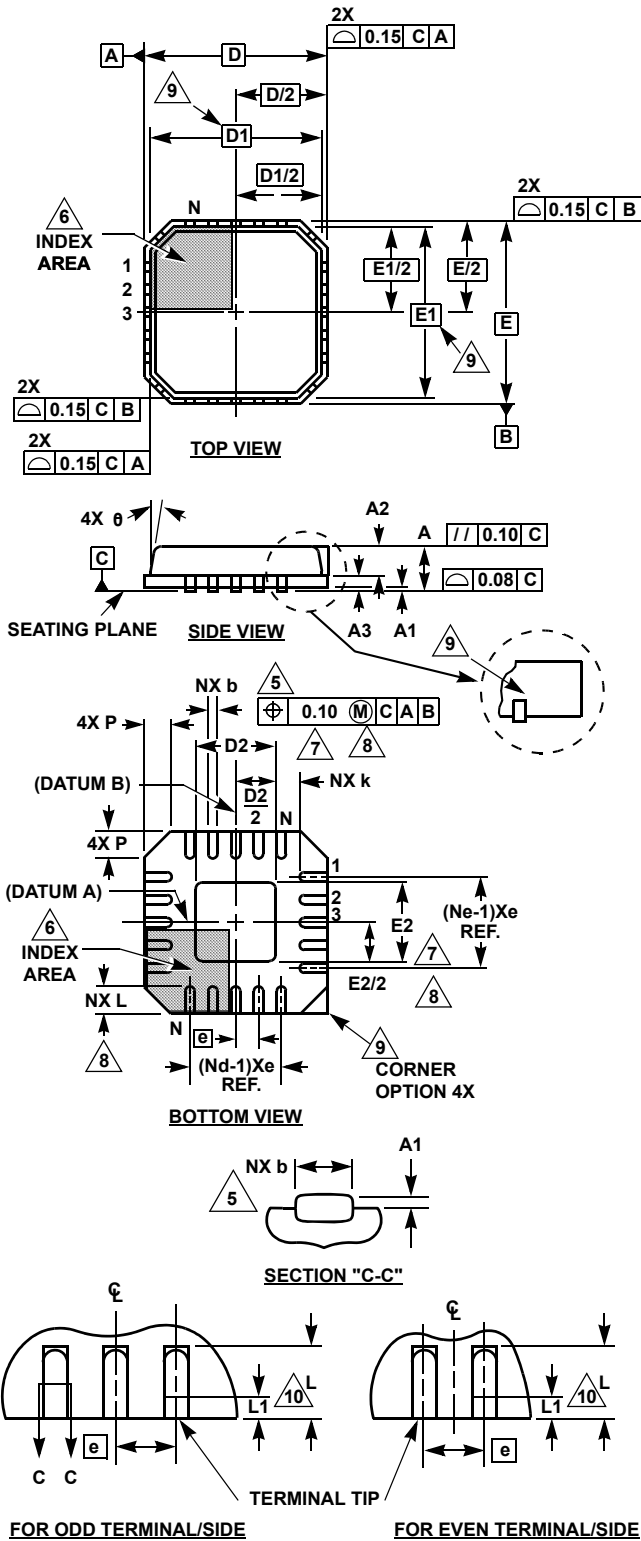 2X
⌓ 0.15 C A
A D
D/2
9
D1
D1/2
2X
⌓ 0.15 C B
6
INDEX
AREA
N
1
2
3
E1/2 E/2
E1 E
9
2X
⌓ 0.15 C B
2X
⌓ 0.15 C A
B
TOP VIEW
4X θ
A2
A // 0.10 C
C
⌓ 0.08 C
SEATING PLANE
SIDE VIEW
A3 A1
9
NX b
5
⌖ 0.10 Ⓜ C A B
4X P
D2
7 8
(DATUM B)
D2
2
N
NX k
4X P
1
2
3
(DATUM A)
(Ne-1)Xe
REF.
E2
6
INDEX
AREA
7
E2/2
8
NX L
8
N
e
(Nd-1)Xe
REF.
9
CORNER
OPTION 4X
BOTTOM VIEW
NX b
A1
5
SECTION "C-C"
℄
L
10
L1
e
C C
℄
L
10
L1
e
TERMINAL TIP
FOR ODD TERMINAL/SIDE
FOR EVEN TERMINAL/SIDE